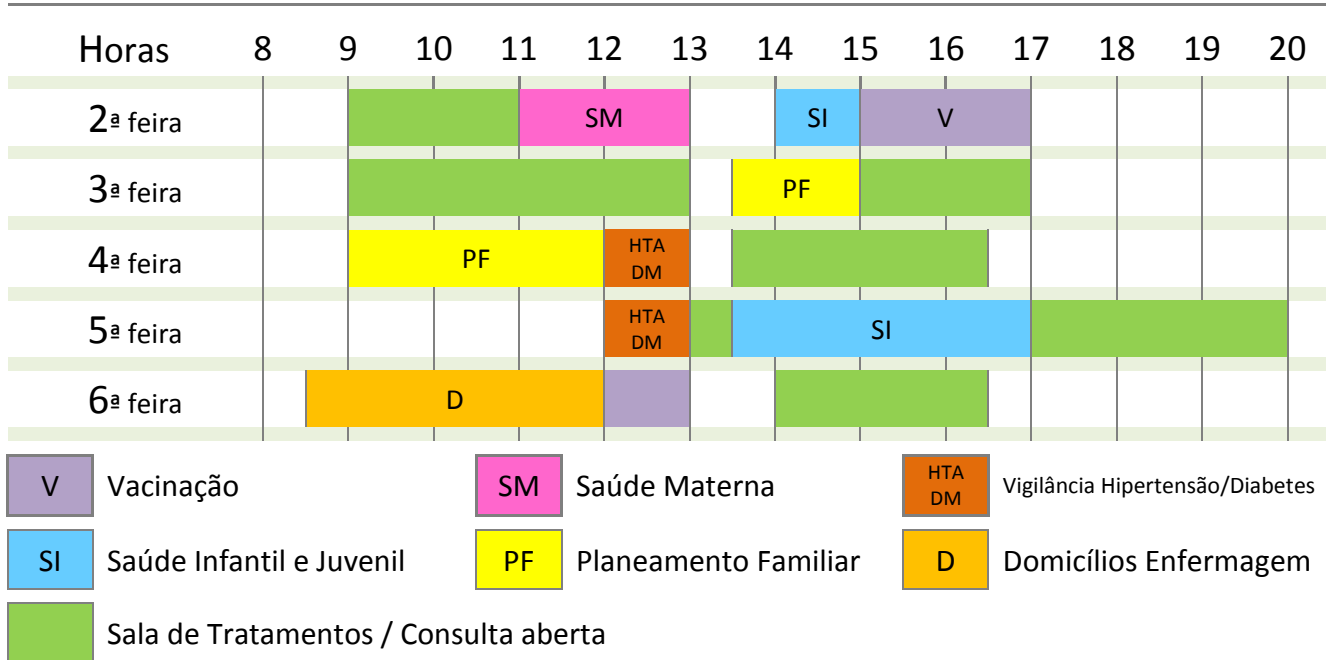 Horas 8 9 10 11 12 13 14 15 16 17 18 19 20
2ª feira SM SI V
3ª feira PF
4ª feira PF HTA DM
5ª feira HTA DM SI
6ª feira D
V Vacinação SM Saúde Materna HTA DM Vigilância Hipertensão/Diabetes
SI Saúde Infantil e Juvenil PF Planeamento Familiar D Domicílios Enfermagem
Sala de Tratamentos / Consulta aberta